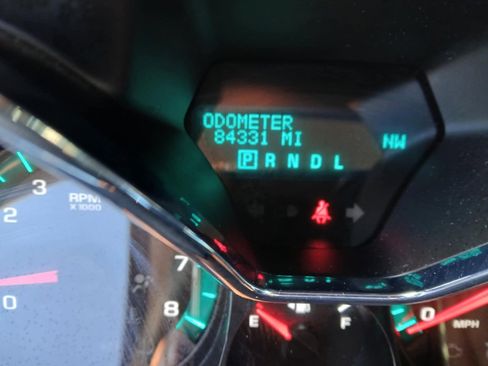 ODOMETER
84331 MI
NW
P R N D L
3
RPM
X1000
2
0
7
8
E
F
0
MPH